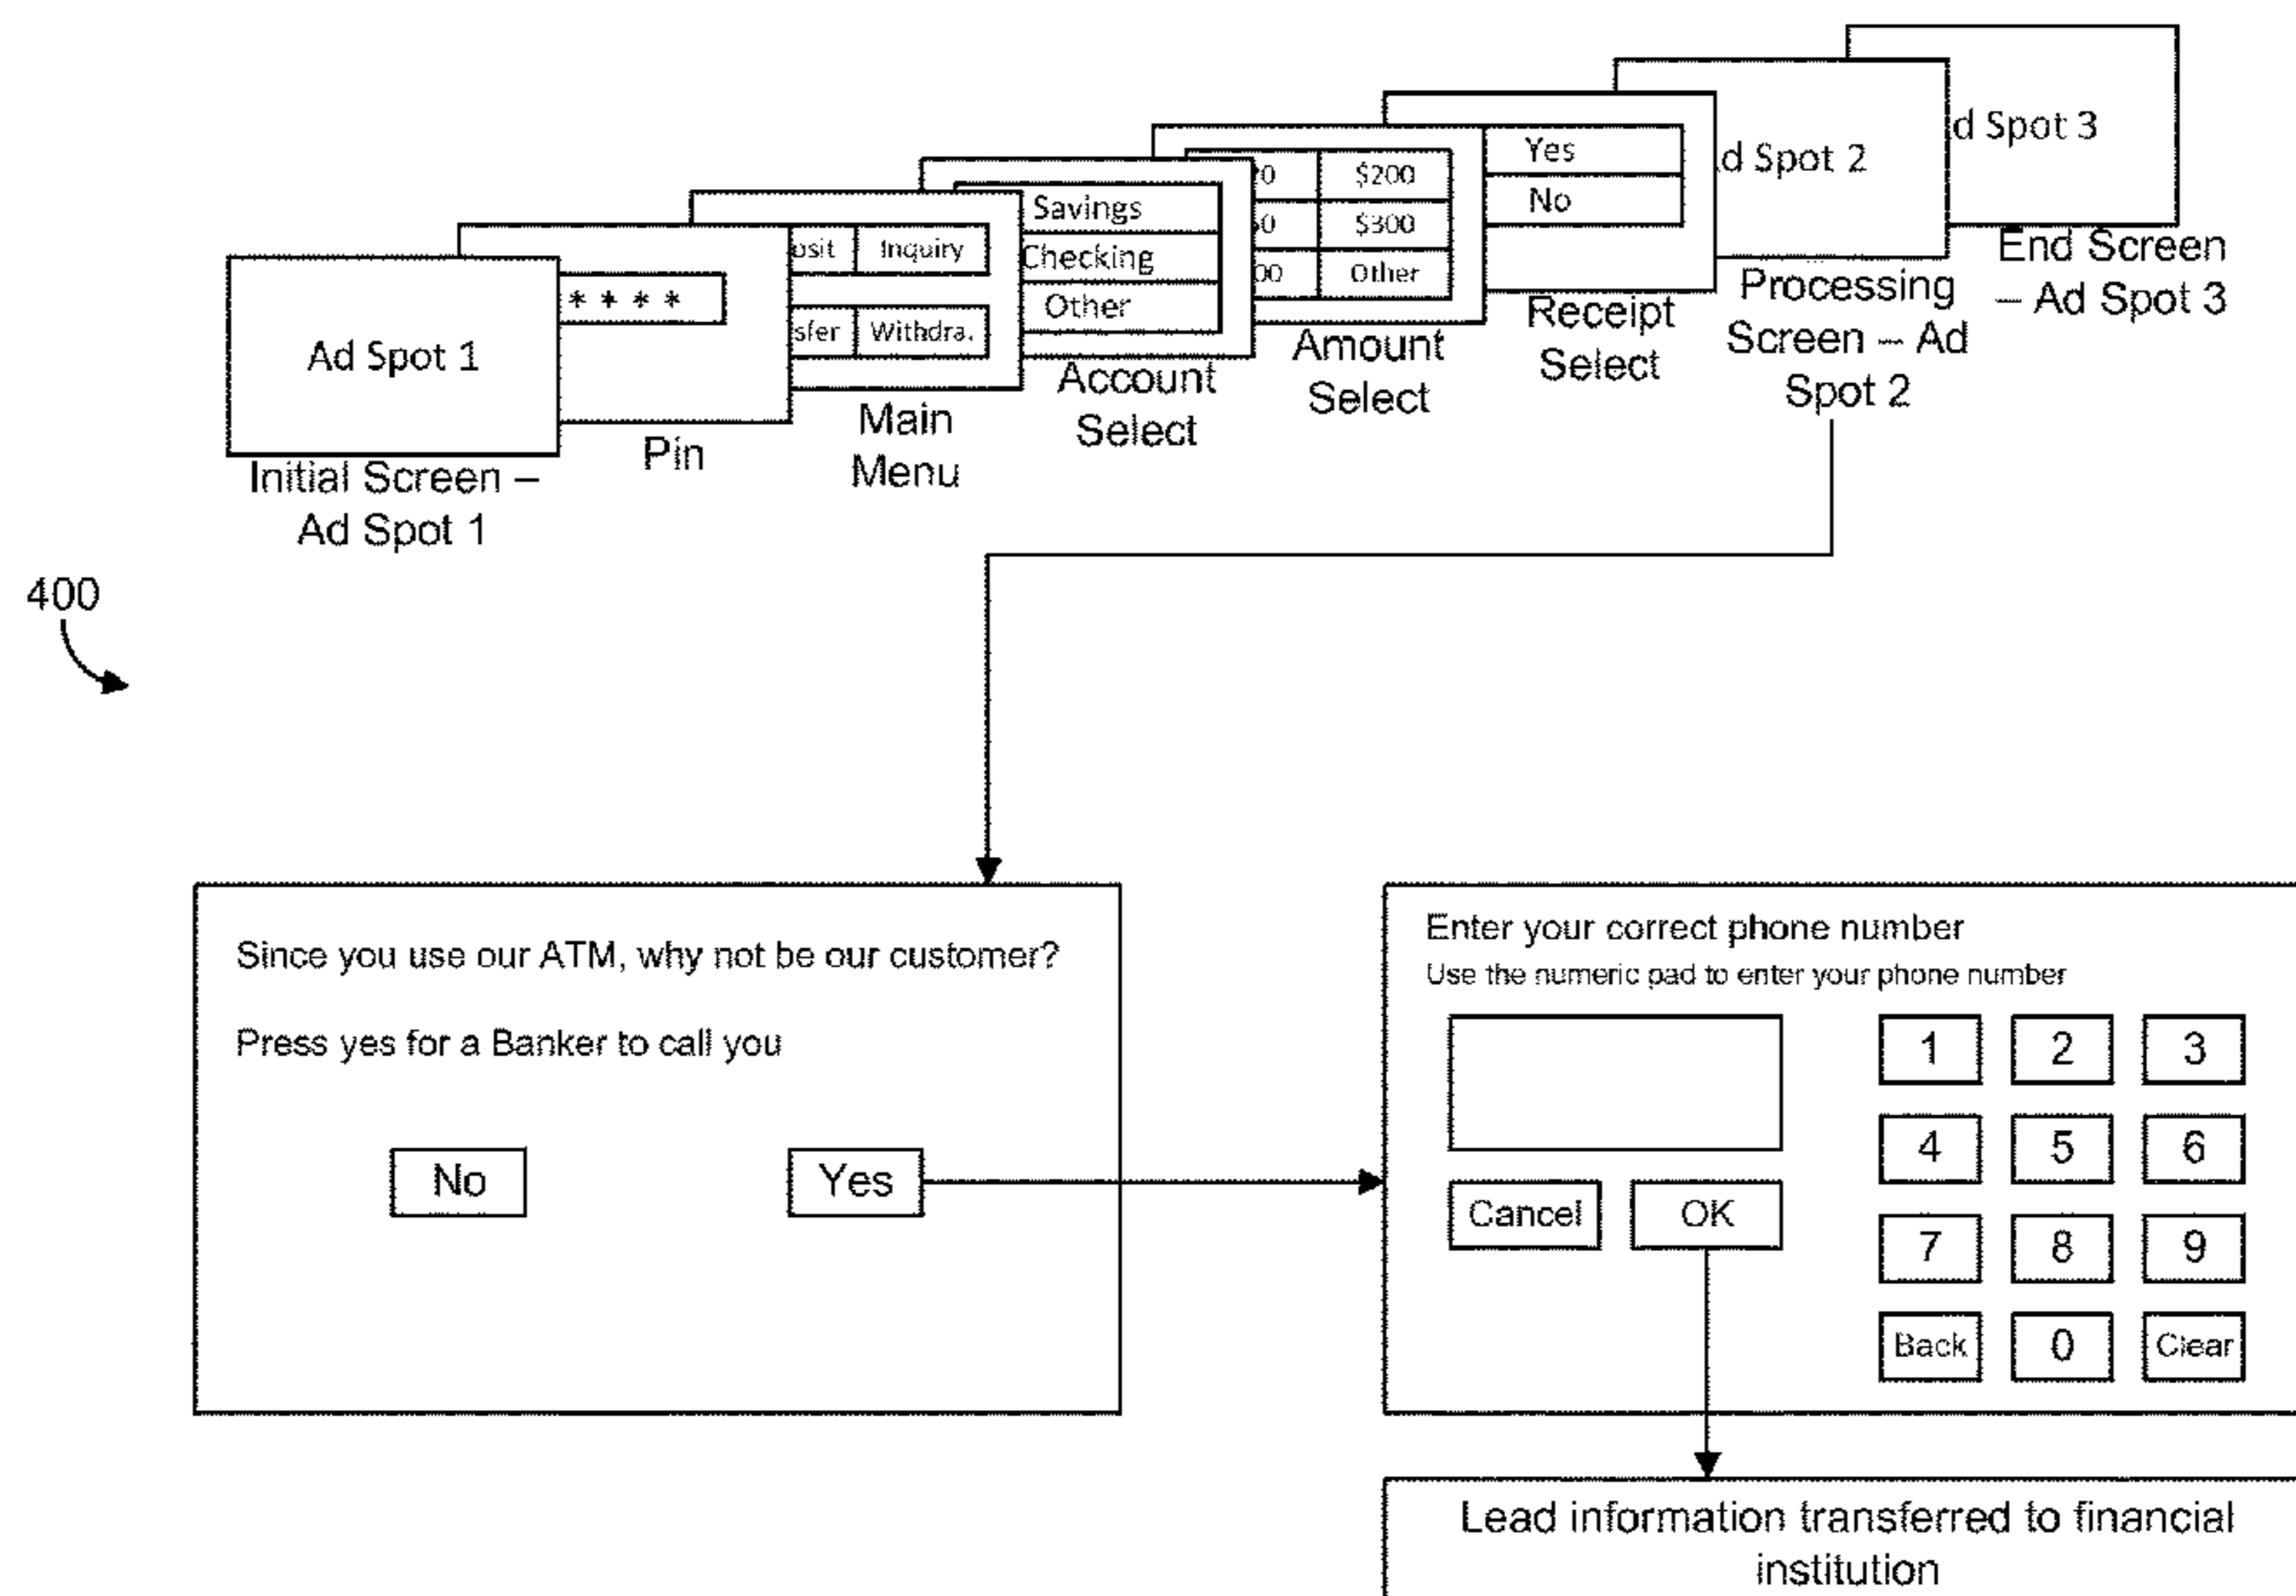 Ad Spot 1
Initial Screen –
Ad Spot 1
* * * *
Pin
osit Inquiry
sfer Withdra.
Main
Menu
Savings
Checking
Other
Account
Select
0 $200
0 $300
00 Other
Amount
Select
Yes
No
Receipt
Select
d Spot 2
Processing
Screen – Ad
Spot 2
d Spot 3
End Screen
– Ad Spot 3
400
Since you use our ATM, why not be our customer?
Press yes for a Banker to call you
No Yes
Enter your correct phone number
Use the numeric pad to enter your phone number
Cancel OK
1 2 3
4 5 6
7 8 9
Back 0 Clear
Lead information transferred to financial
institution